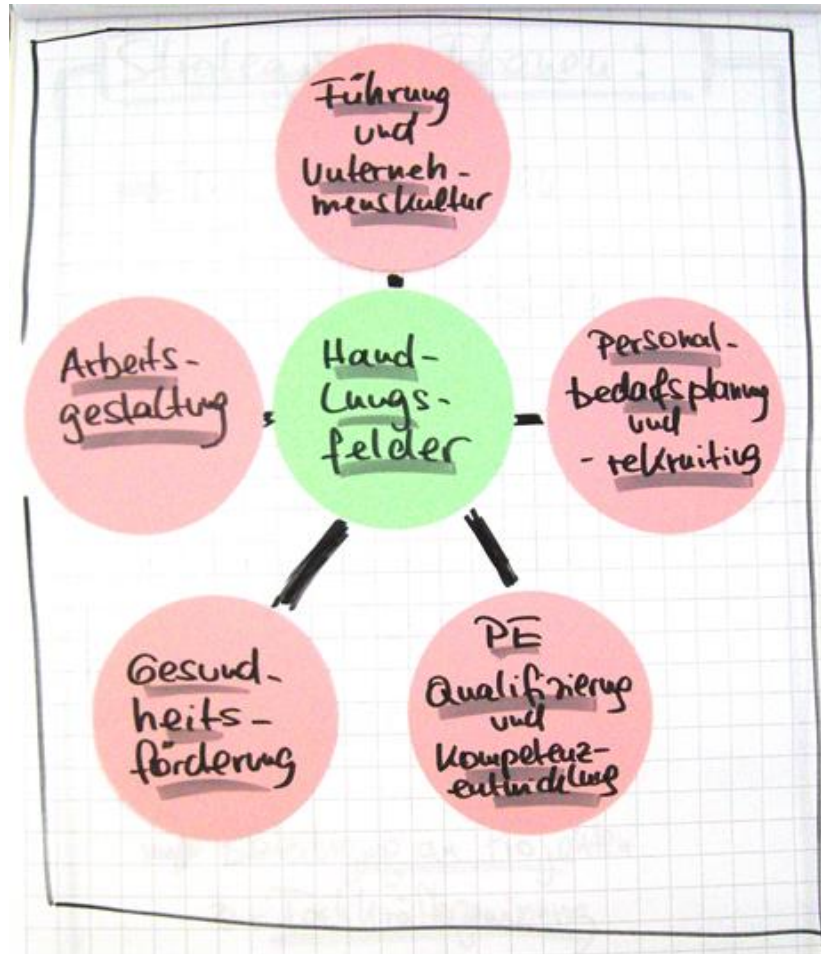 Führung
und
Unterneh-
menskultur
Arbeits-
gestaltung
Hand-
lungs-
felder
Personal-
bedarfsplanung
und
- rekruiting
Gesund-
heits-
förderung
PE
Qualifizierung
und
Kompetenz-
entwicklung